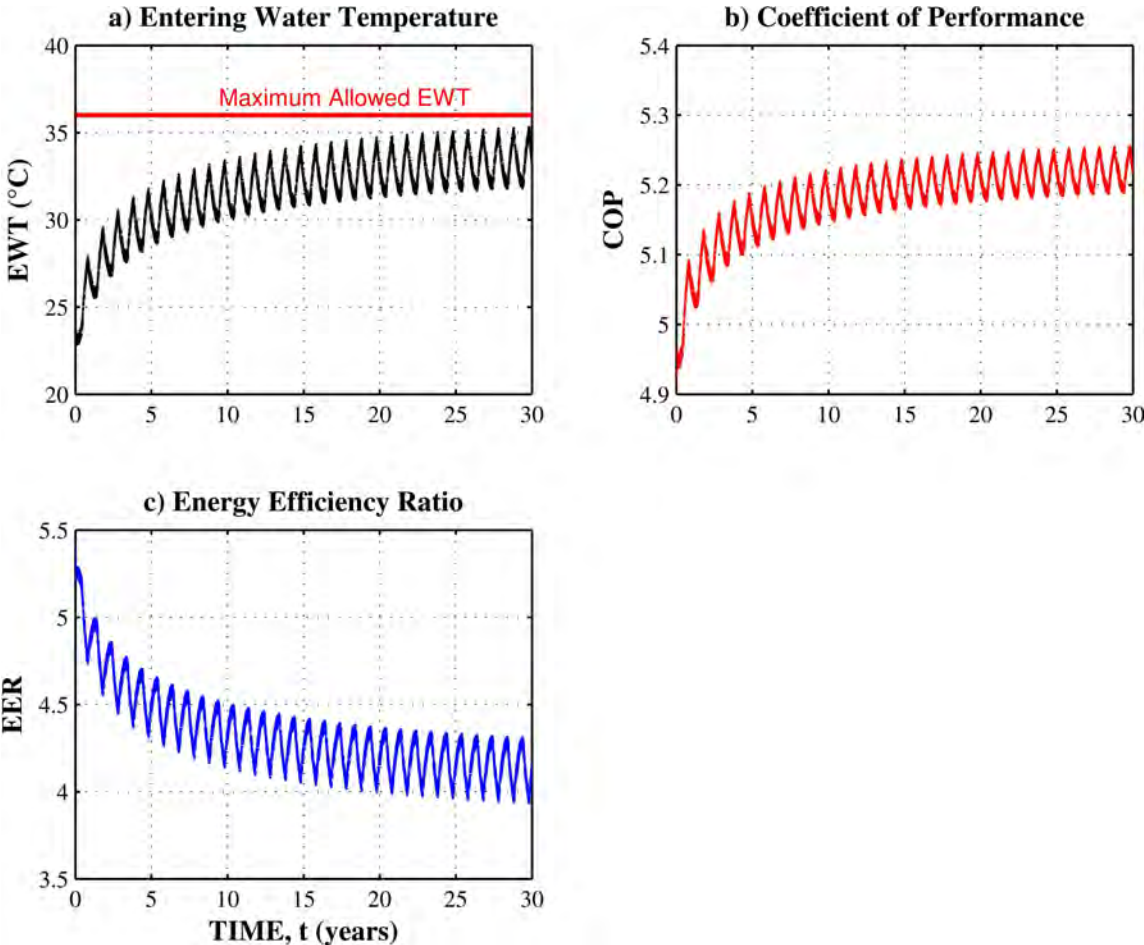 a) Entering Water Temperature
40
35
30
25
20
EWT (°C)
Maximum Allowed EWT
0 5 10 15 20 25 30
b) Coefficient of Performance
5.4
5.3
5.2
5.1
5
4.9
COP
0 5 10 15 20 25 30
c) Energy Efficiency Ratio
5.5
5
4.5
4
3.5
EER
0 5 10 15 20 25 30
TIME, t (years)